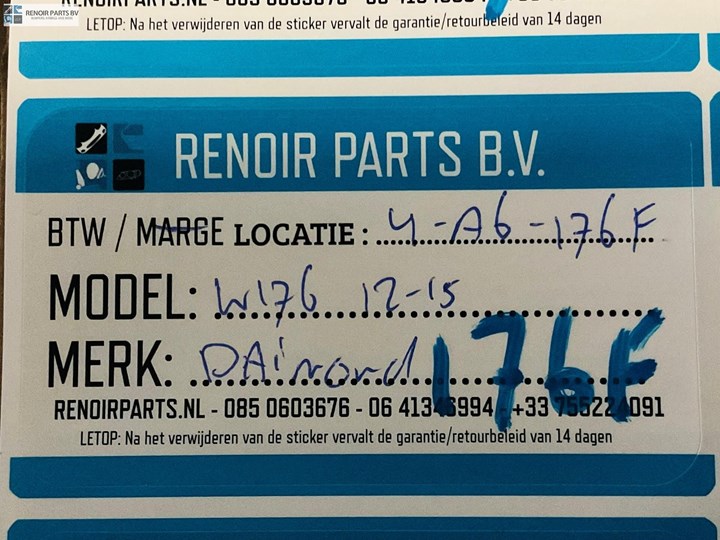 RENOIR PARTS BV
LETOP: Na het verwijderen van de sticker vervalt de garantie/retourbeleid van 14 dagen
RENOIR PARTS B.V.
BTW / MARGE LOCATIE : 4-A6-176F
MODEL: W176 12-15
MERK: DAimond 176F
RENOIRPARTS.NL - 085 0603676 - 06 41343994 - +33 755224091
LETOP: Na het verwijderen van de sticker vervalt de garantie/retourbeleid van 14 dagen